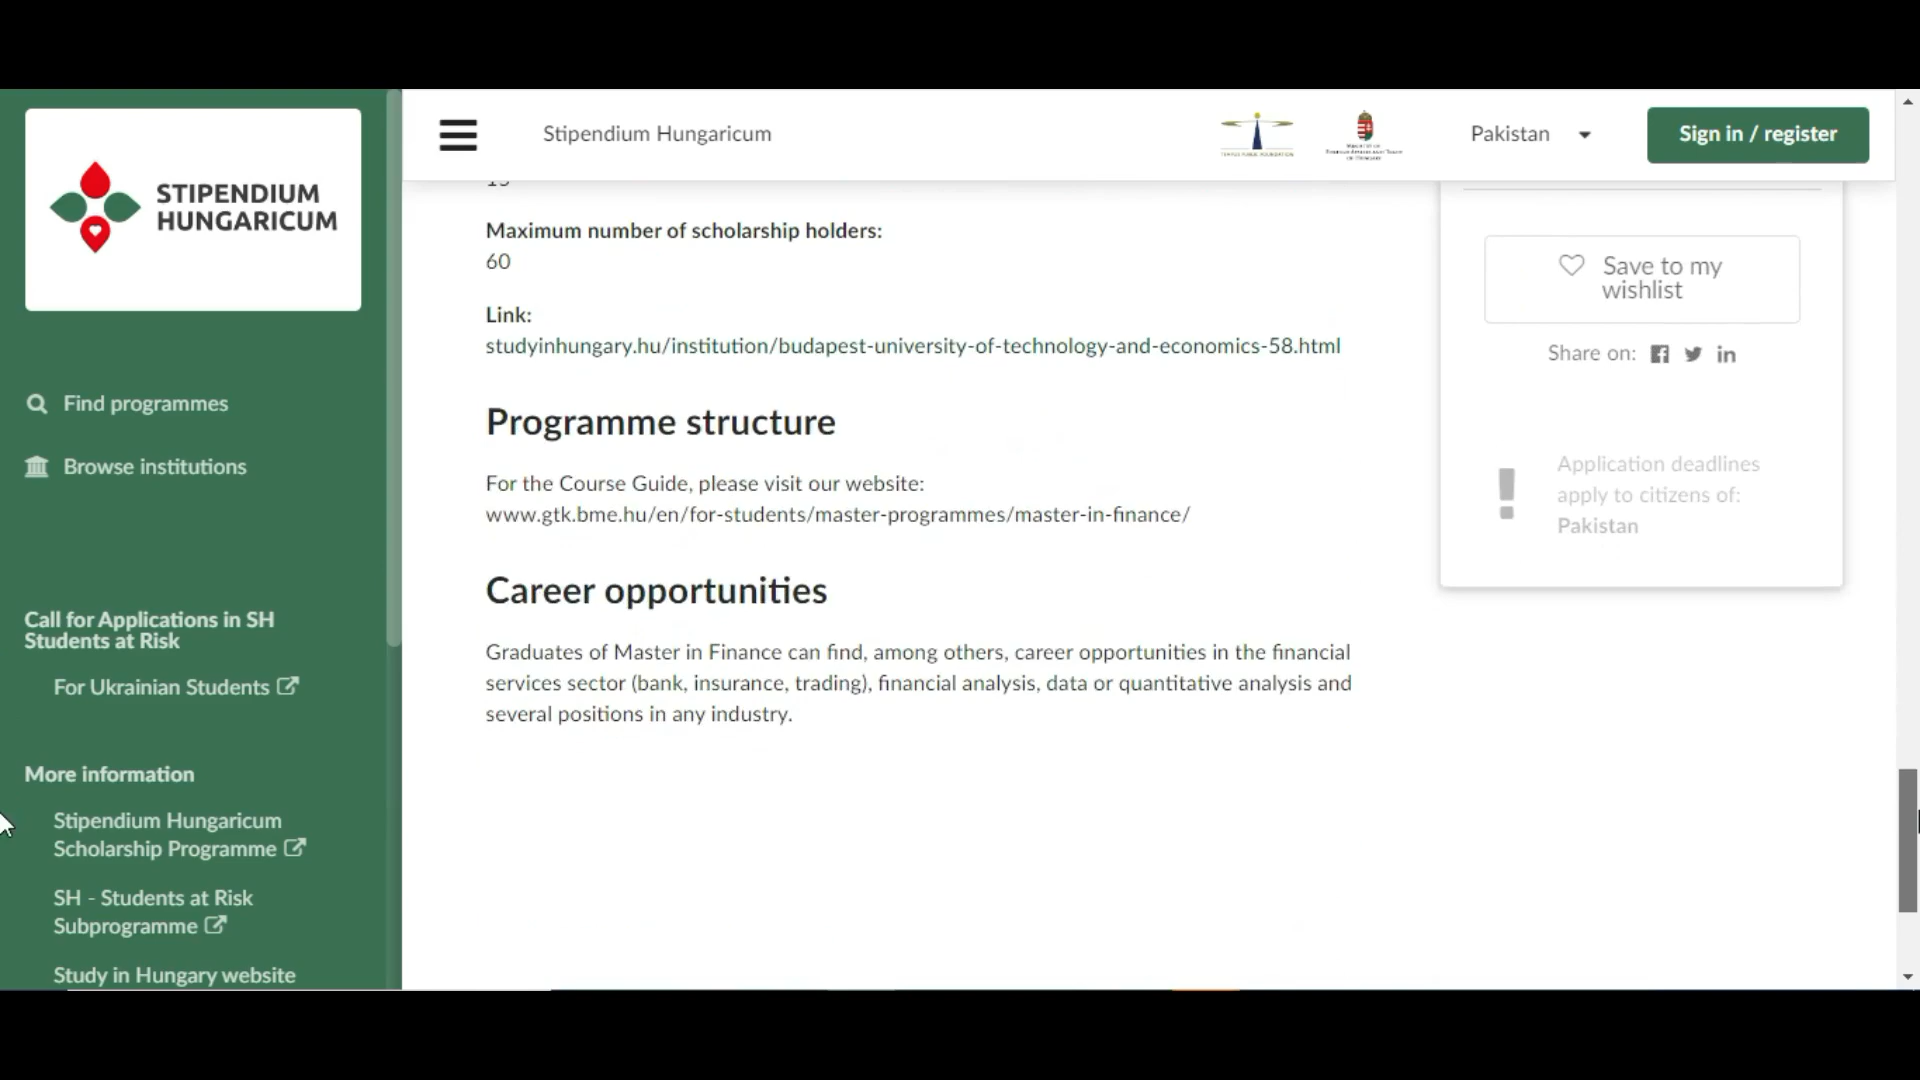 STIPENDIUM
HUNGARICUM
Find programmes
Browse institutions
Call for Applications in SH
Students at Risk
For Ukrainian Students
More information
Stipendium Hungaricum
Scholarship Programme
SH - Students at Risk
Subprogramme
Study in Hungary website
Stipendium Hungaricum
Pakistan
Sign in / register
Maximum number of scholarship holders:
60
Link:
studyinhungary.hu/institution/budapest-university-of-technology-and-economics-58.html
Programme structure
For the Course Guide, please visit our website:
www.gtk.bme.hu/en/for-students/master-programmes/master-in-finance/
Career opportunities
Graduates of Master in Finance can find, among others, career opportunities in the financial
services sector (bank, insurance, trading), financial analysis, data or quantitative analysis and
several positions in any industry.
Save to my
wishlist
Share on:
Application deadlines
apply to citizens of:
Pakistan